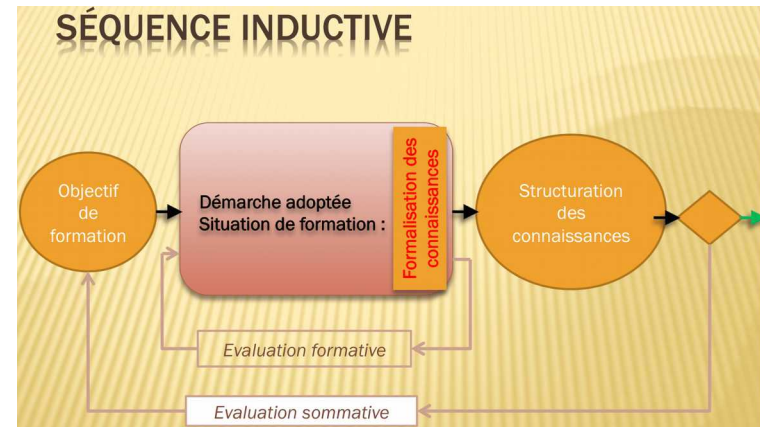 SÉQUENCE INDUCTIVE
Objectif
de
formation
Démarche adoptée
Situation de formation :
Formalisation des
connaissances
Structuration
des
connaissances
Evaluation formative
Evaluation sommative